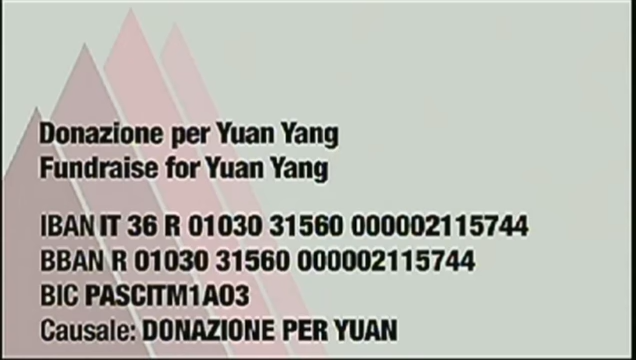 Donazione per Yuan Yang
Fundraise for Yuan Yang
IBAN IT 36 R 01030 31560 000002115744
BBAN R 01030 31560 000002115744
BIC PASCITM1A03
Causale: DONAZIONE PER YUAN